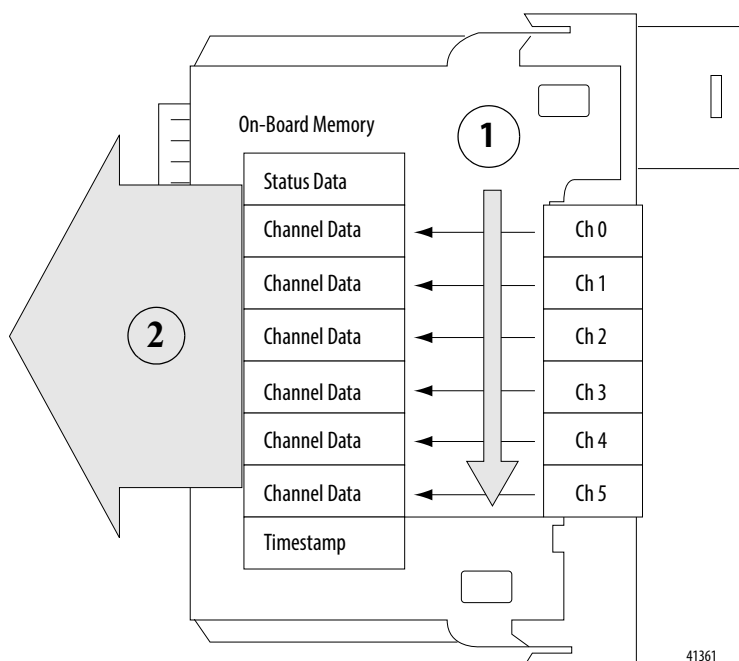 On-Board Memory
1
Status Data
Channel Data
Ch 0
Channel Data
Ch 1
2
Channel Data
Ch 2
Channel Data
Ch 3
Channel Data
Ch 4
Channel Data
Ch 5
Timestamp
41361